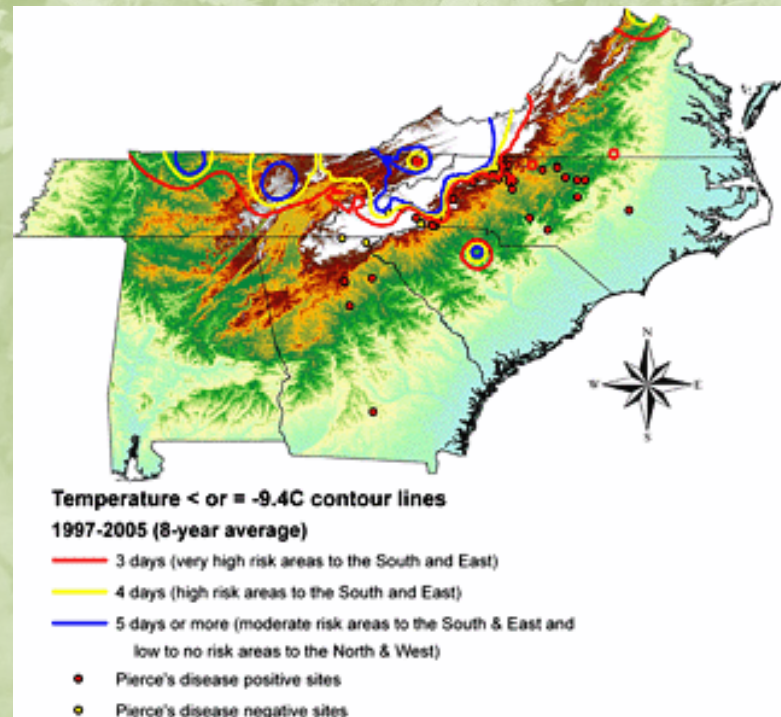 N
W E
S
Temperature < or = -9.4C contour lines
1997-2005 (8-year average)
3 days (very high risk areas to the South and East)
4 days (high risk areas to the South and East)
5 days or more (moderate risk areas to the South & East and
low to no risk areas to the North & West)
Pierce's disease positive sites
Pierce's disease negative sites